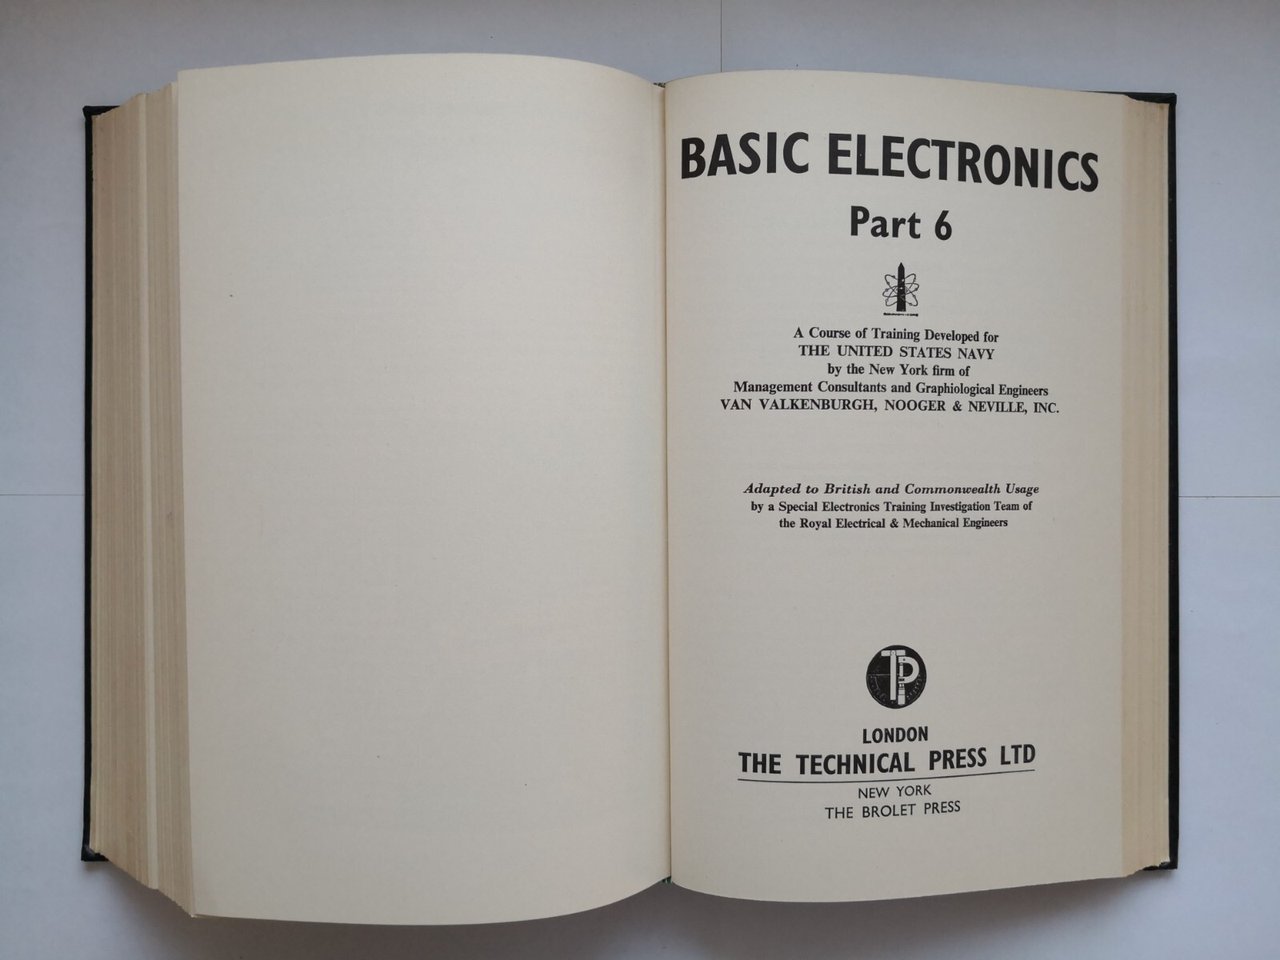 BASIC ELECTRONICS
Part 6
A Course of Training Developed for
THE UNITED STATES NAVY
by the New York firm of
Management Consultants and Graphiological Engineers
VAN VALKENBURGH, NOOGER & NEVILLE, INC.
Adapted to British and Commonwealth Usage
by a Special Electronics Training Investigation Team of
the Royal Electrical & Mechanical Engineers
TP
LONDON
THE TECHNICAL PRESS LTD
NEW YORK
THE BROLET PRESS